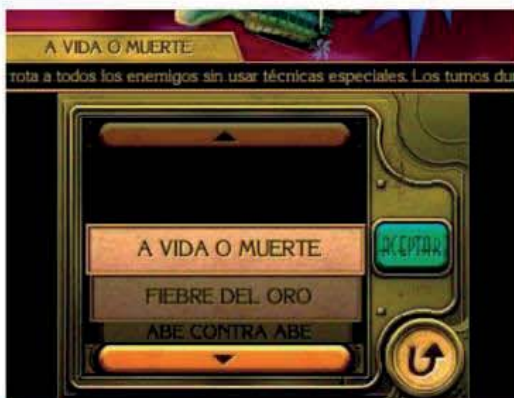 A VIDA O MUERTE
rota a todos los enemigos sin usar técnicas especiales. Los turnos du
A VIDA O MUERTE
ACEPTAR
FIEBRE DEL ORO
ABE CONTRA ABE